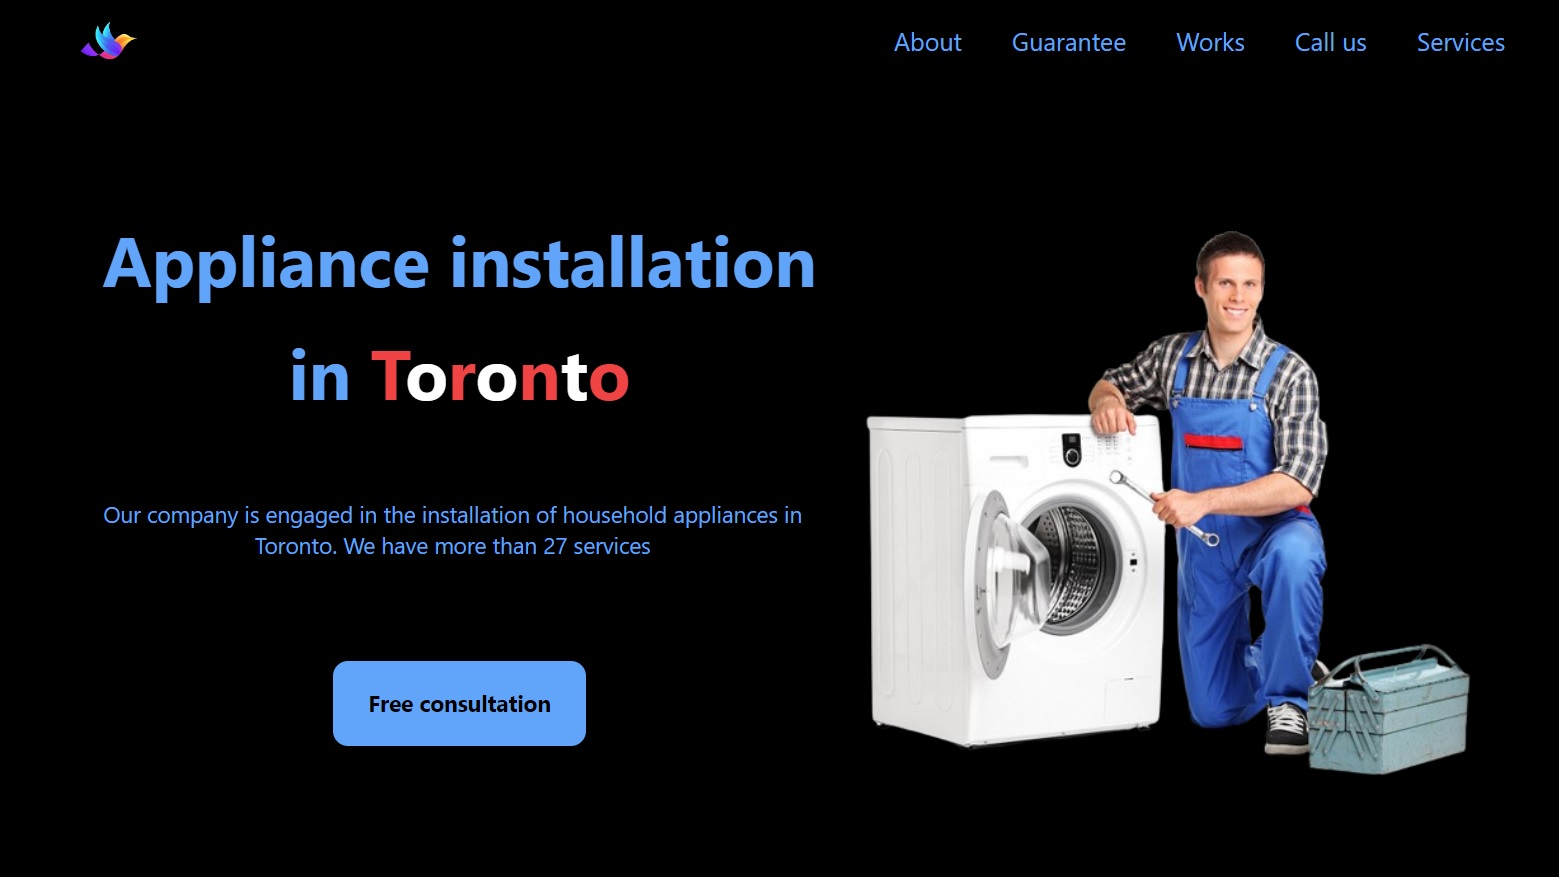 About
Guarantee
Works
Call us
Services
Appliance installation
in Toronto
Our company is engaged in the installation of household appliances in
Toronto. We have more than 27 services
Free consultation